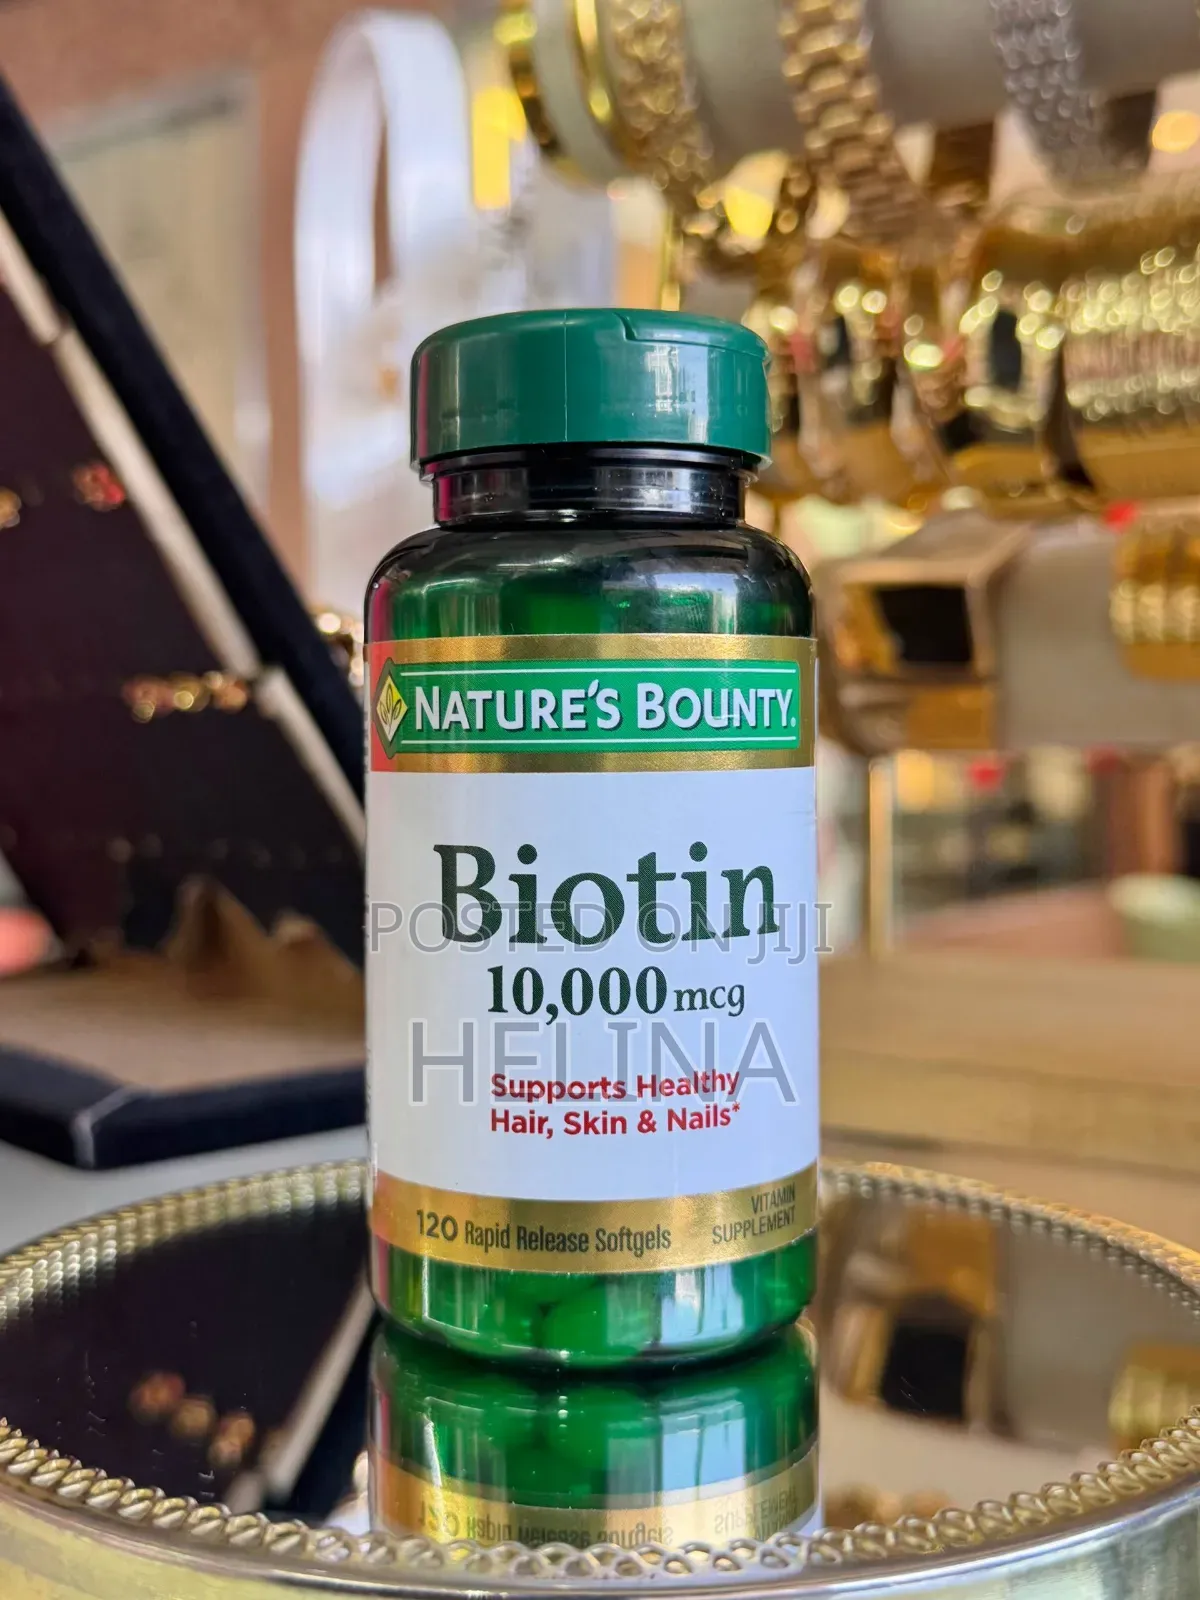 NATURE'S BOUNTY®
Biotin
POSTED ON JIJI
10,000 mcg
HELINA
Supports Healthy
Hair, Skin & Nails*
120 Rapid Release Softgels
VITAMIN
SUPPLEMENT